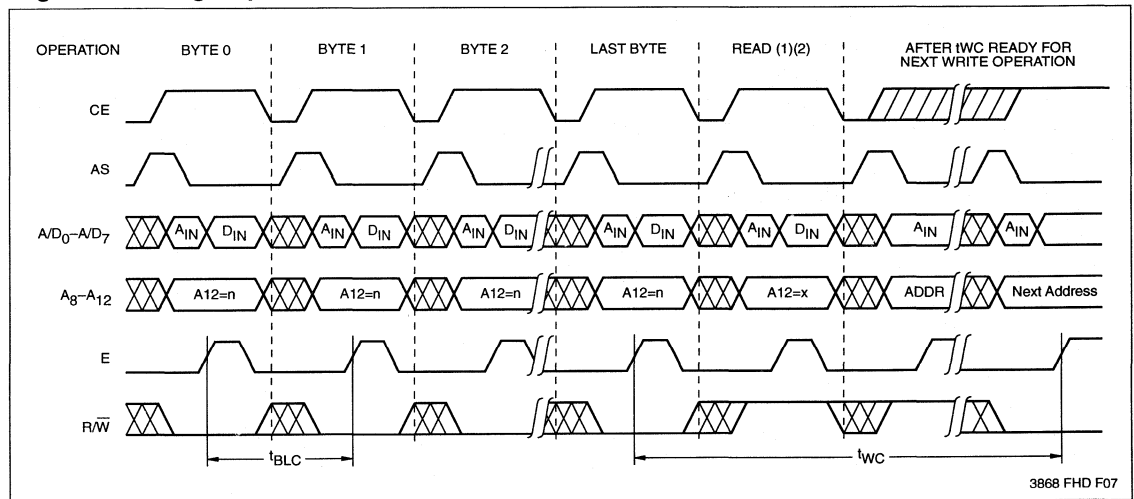 OPERATION BYTE 0 BYTE 1 BYTE 2 LAST BYTE READ (1)(2) AFTER tWC READY FOR
NEXT WRITE OPERATION
CE
AS
A/D0–A/D7 AIN DIN AIN DIN AIN DIN AIN DIN AIN DIN AIN AIN
A8–A12 A12=n A12=n A12=n A12=n A12=x ADDR Next Address
E
R/W̅
tBLC tWC
3868 FHD F07